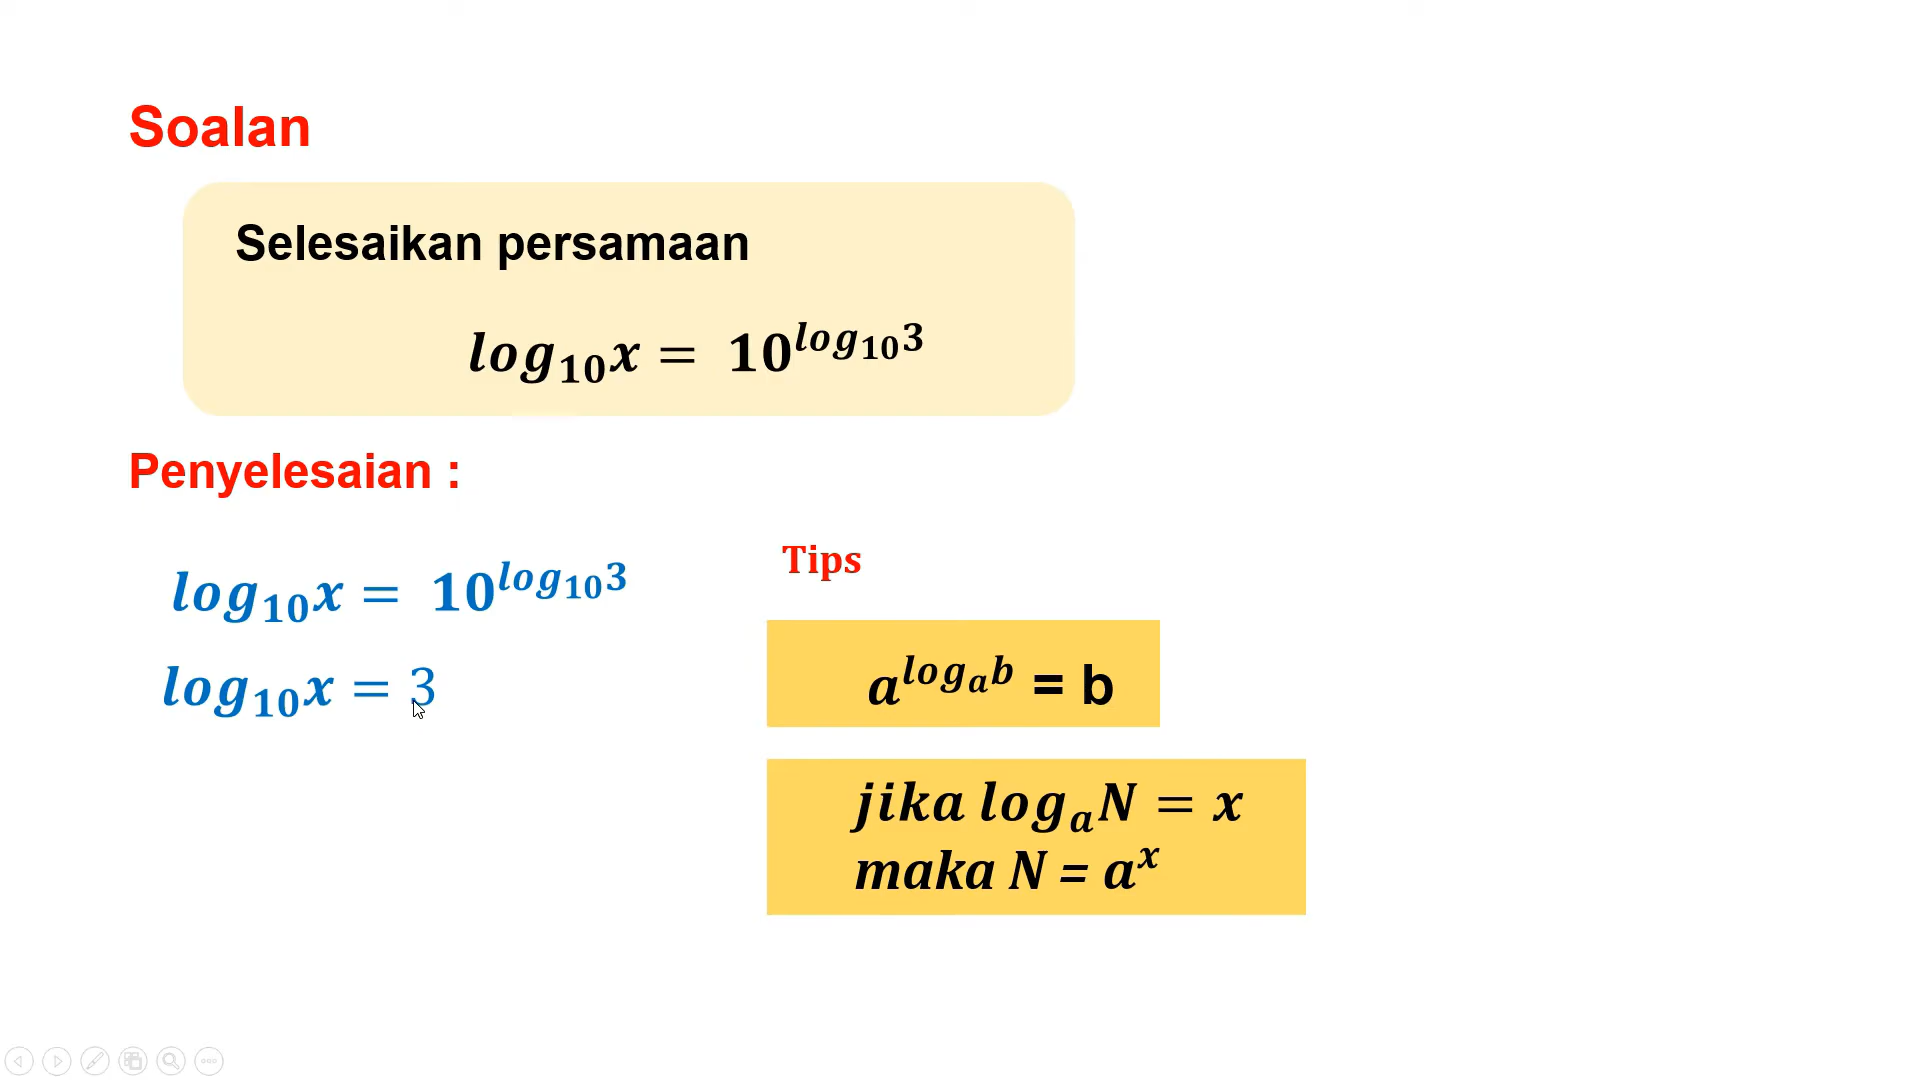 Soalan
Selesaikan persamaan
log₁₀x = 10^(log₁₀3)
Penyelesaian :
log₁₀x = 10^(log₁₀3)
log₁₀x = 3
Tips
a^(logₐb) = b
jika logₐN = x
maka N = aˣ